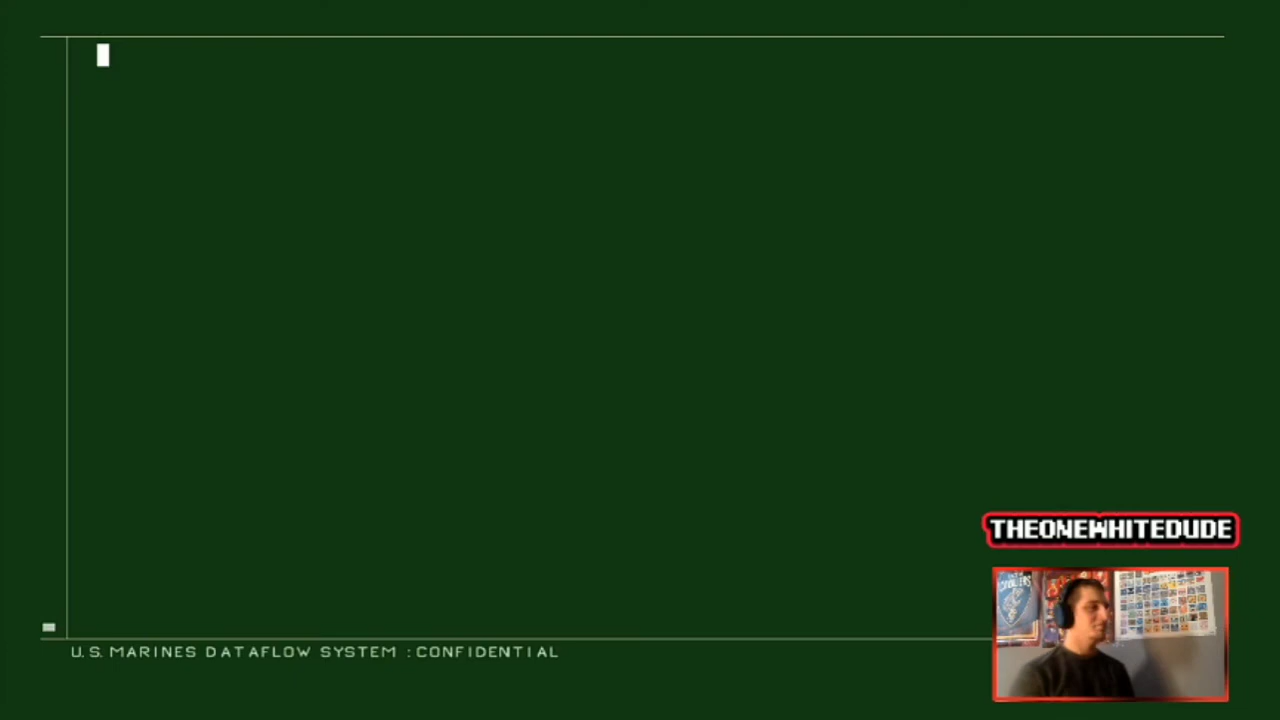 THEONEWHITEDUDE
U.S. MARINES DATAFLOW SYSTEM :CONFIDENTIAL